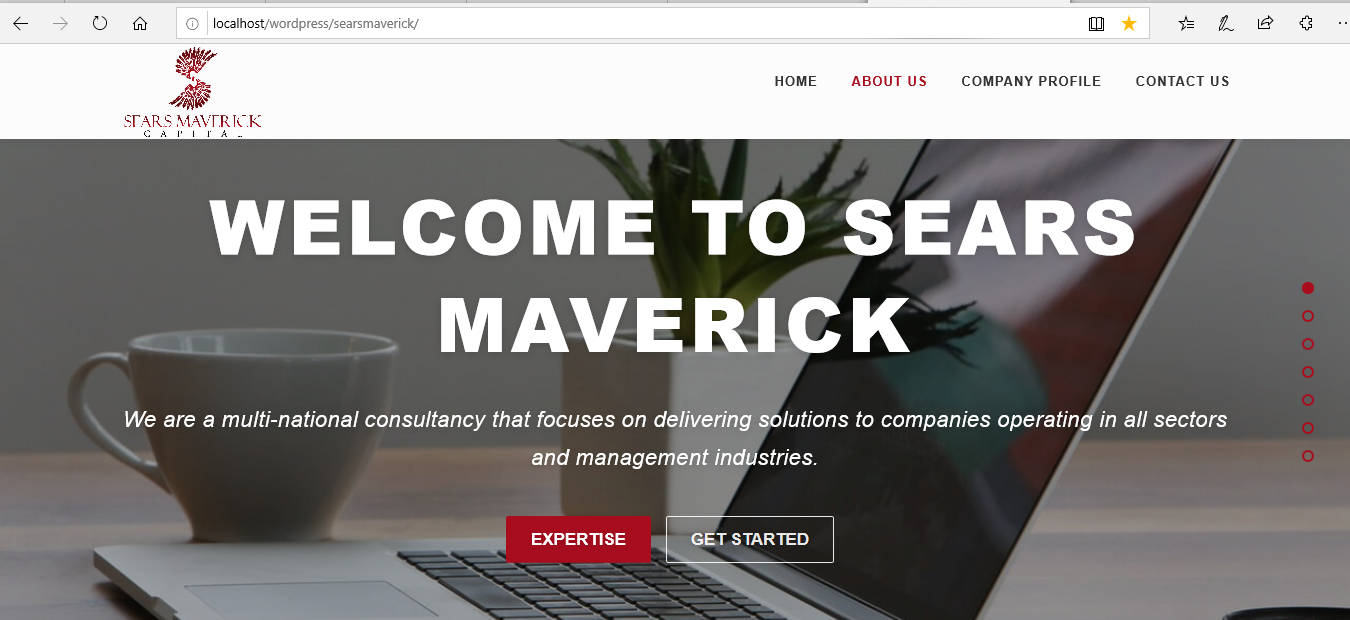 localhost/wordpress/searsmaverick/
SEARS MAVERICK
CAPITAL
HOME ABOUT US COMPANY PROFILE CONTACT US
WELCOME TO SEARS
MAVERICK
We are a multi-national consultancy that focuses on delivering solutions to companies operating in all sectors
and management industries.
EXPERTISE GET STARTED